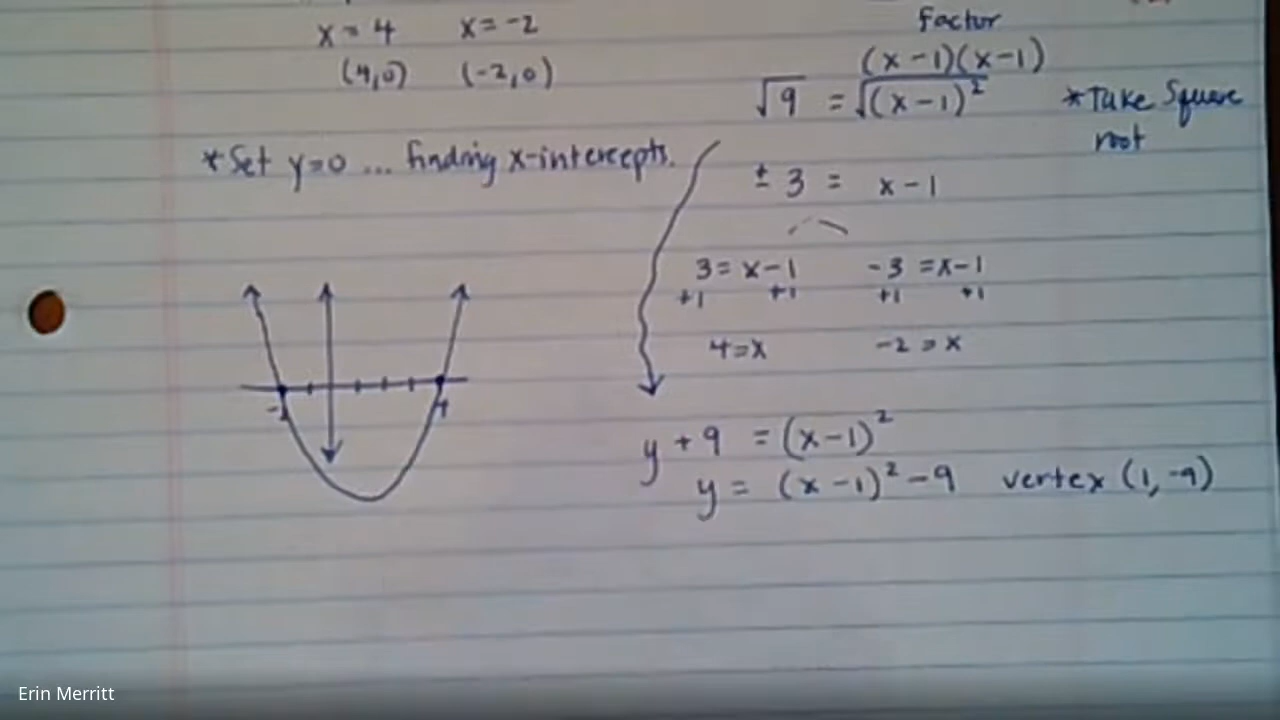 x = 4 x = -2
(4,0) (-2,0)
*Set y=0 ... finding x-intercepts.
-2 4
Factor
(x-1)(x-1)
√9 = √(x-1)² *Take Square
root
± 3 = x-1
3 = x-1 -3 = x-1
+1 +1 +1 +1
4=x -2 = x
y + 9 = (x-1)²
y = (x-1)² - 9 vertex (1,-9)
Erin Merritt